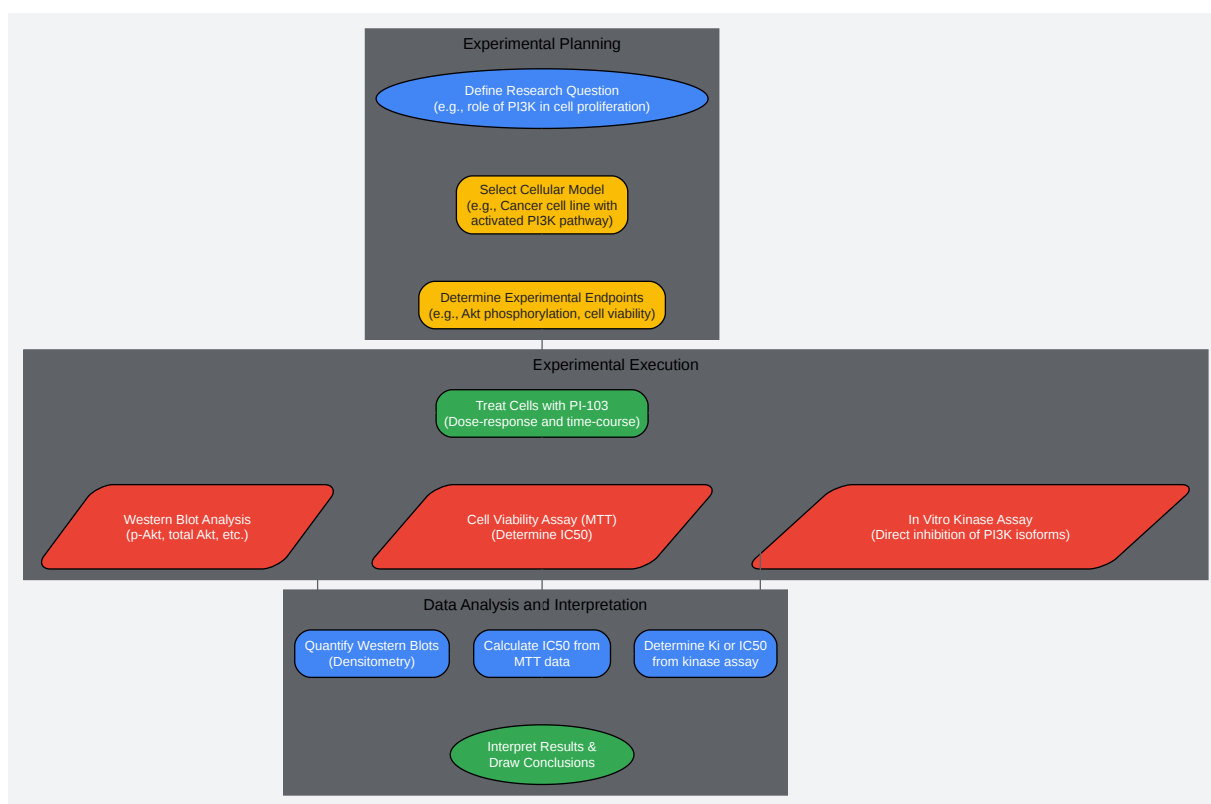 Experimental Planning
Define Research Question
(e.g., role of PI3K in cell proliferation)
Select Cellular Model
(e.g., Cancer cell line with
activated PI3K pathway)
Determine Experimental Endpoints
(e.g., Akt phosphorylation, cell viability)
Experimental Execution
Treat Cells with PI-103
(Dose-response and time-course)
Western Blot Analysis
(p-Akt, total Akt, etc.)
Cell Viability Assay (MTT)
(Determine IC50)
In Vitro Kinase Assay
(Direct inhibition of PI3K isoforms)
Data Analysis and Interpretation
Quantify Western Blots
(Densitometry)
Calculate IC50 from
MTT data
Determine Ki or IC50
from kinase assay
Interpret Results &
Draw Conclusions